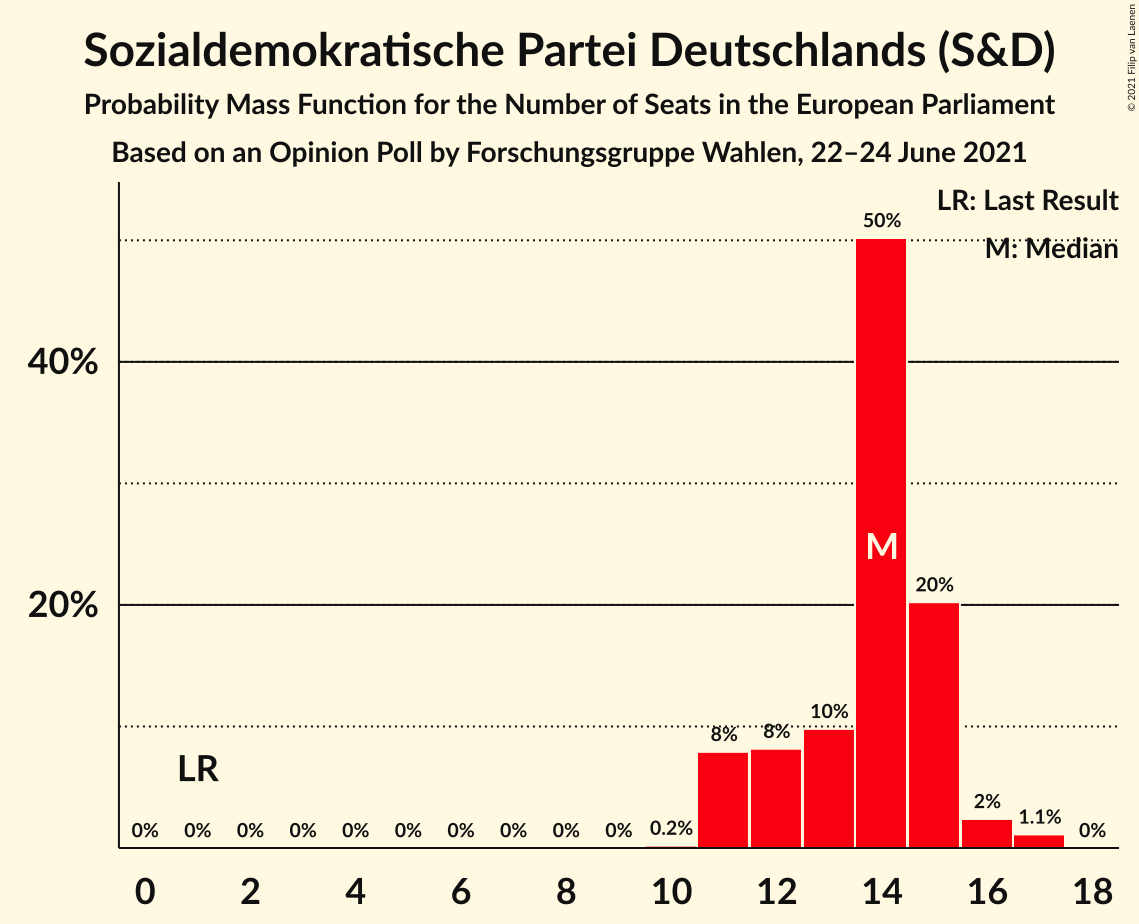 Sozialdemokratische Partei Deutschlands (S&D)
Probability Mass Function for the Number of Seats in the European Parliament
Based on an Opinion Poll by Forschungsgruppe Wahlen, 22–24 June 2021
© 2021 Filip van Laenen
LR: Last Result
M: Median
50%
40%
M
20%
20%
10%
8% 8%
LR
2%
1.1%
0% 0% 0% 0% 0% 0% 0% 0% 0% 0% 0.2% 0%
0 2 4 6 8 10 12 14 16 18